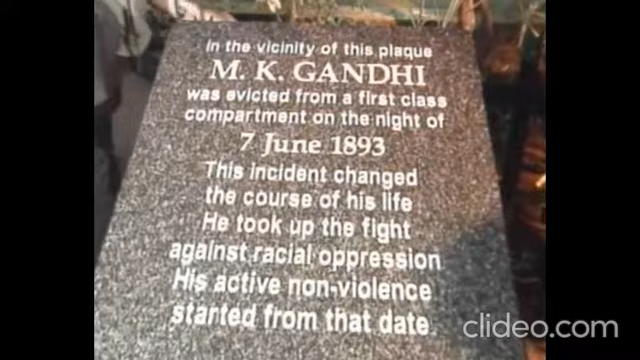 In the vicinity of this plaque
M. K. GANDHI
was evicted from a first class
compartment on the night of
7 June 1893
This incident changed
the course of his life
He took up the fight
against racial oppression
His active non-violence
started from that date.
clideo.com